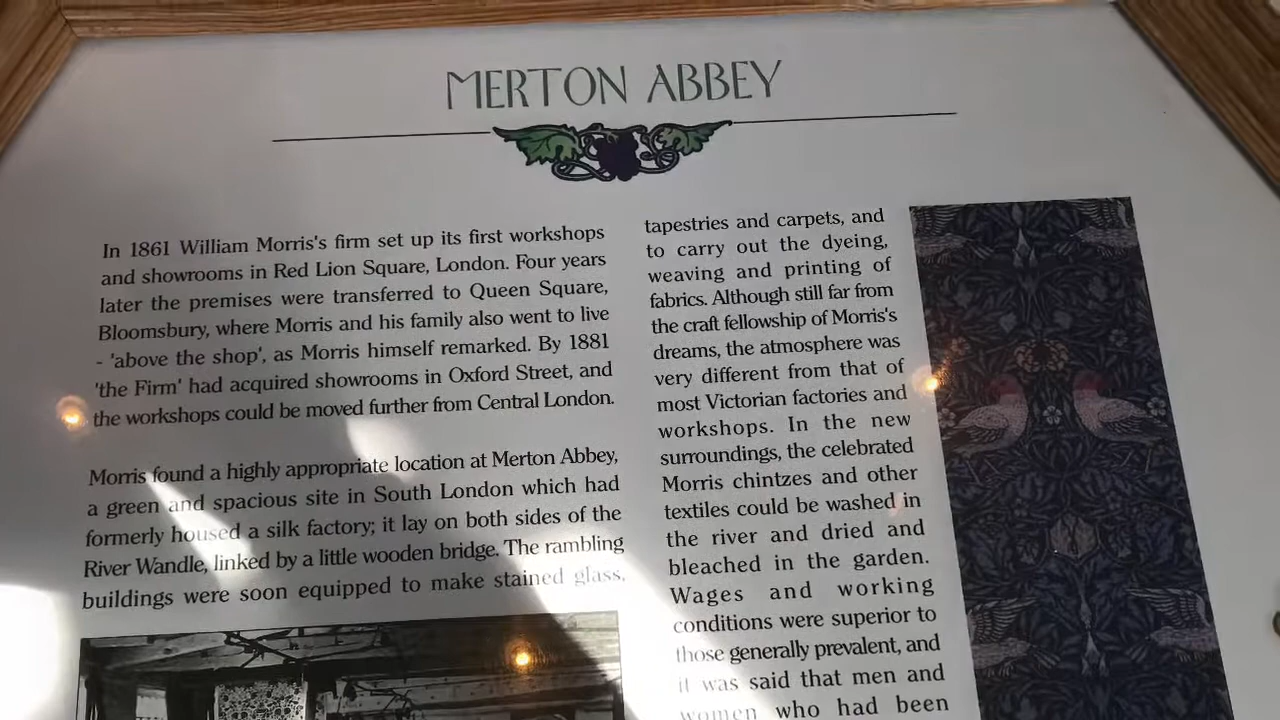 MERTON ABBEY
In 1861 William Morris's firm set up its first workshops
and showrooms in Red Lion Square, London. Four years
later the premises were transferred to Queen Square,
Bloomsbury, where Morris and his family also went to live
- 'above the shop', as Morris himself remarked. By 1881
'the Firm' had acquired showrooms in Oxford Street, and
the workshops could be moved further from Central London.
Morris found a highly appropriate location at Merton Abbey,
a green and spacious site in South London which had
formerly housed a silk factory; it lay on both sides of the
River Wandle, linked by a little wooden bridge. The rambling
buildings were soon equipped to make stained glass,
tapestries and carpets, and
to carry out the dyeing,
weaving and printing of
fabrics. Although still far from
the craft fellowship of Morris's
dreams, the atmosphere was
very different from that of
most Victorian factories and
workshops. In the new
surroundings, the celebrated
Morris chintzes and other
textiles could be washed in
the river and dried and
bleached in the garden.
Wages and working
conditions were superior to
those generally prevalent, and
it was said that men and
women who had been